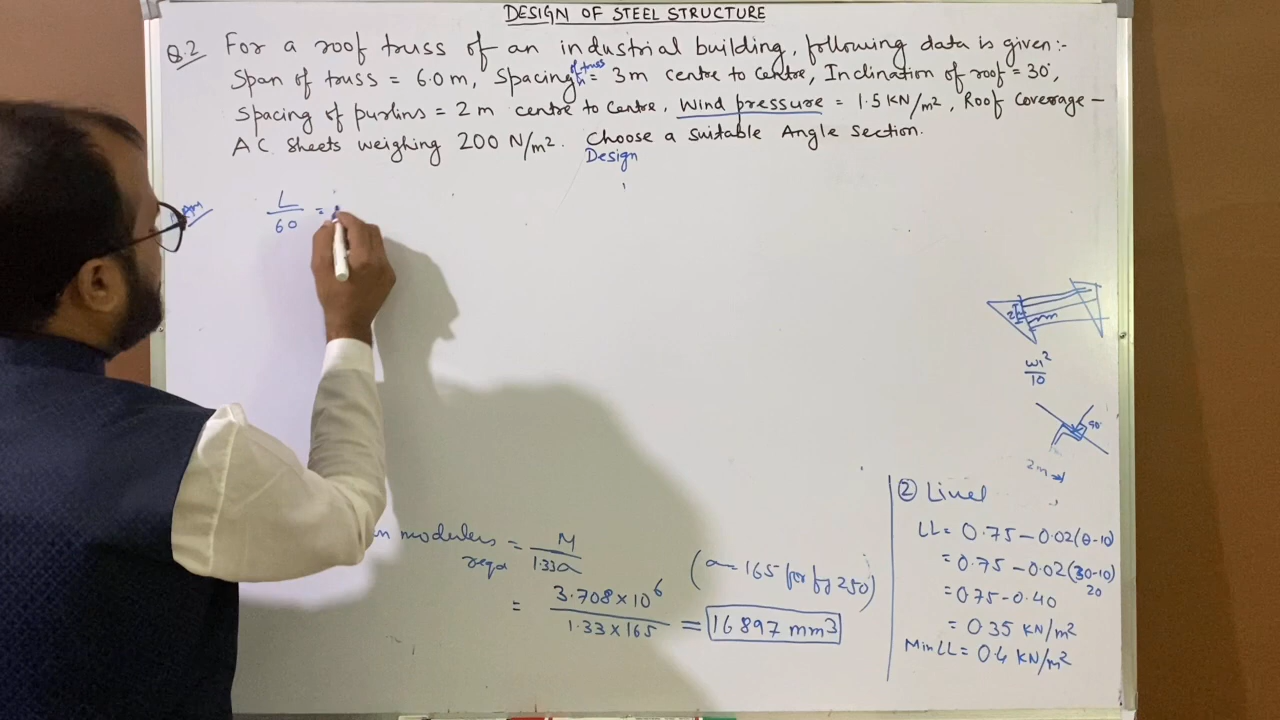 DESIGN OF STEEL STRUCTURE
Q.2 For a roof truss of an industrial building, following data is given:-
Span of truss = 6.0 m, Spacing of truss = 3 m centre to centre, Inclination of roof = 30°,
Spacing of purlins = 2 m centre to centre, Wind pressure = 1.5 KN/m², Roof coverage -
A C Sheets weighing 200 N/m². Choose a suitable Angle section.
Design
L/60 =
wl²/10
90°
2m
modulers reqd = M/1.33σ
= 3.708 × 10⁶/1.33 × 165 = 16897 mm³
(σ = 165 for fy 250)
②
LL = 0.75 - 0.02(θ-10)
= 0.75 - 0.02(30-10)
20
= 0.75 - 0.40
= 0.35 KN/m²
Min LL = 0.4 KN/m²